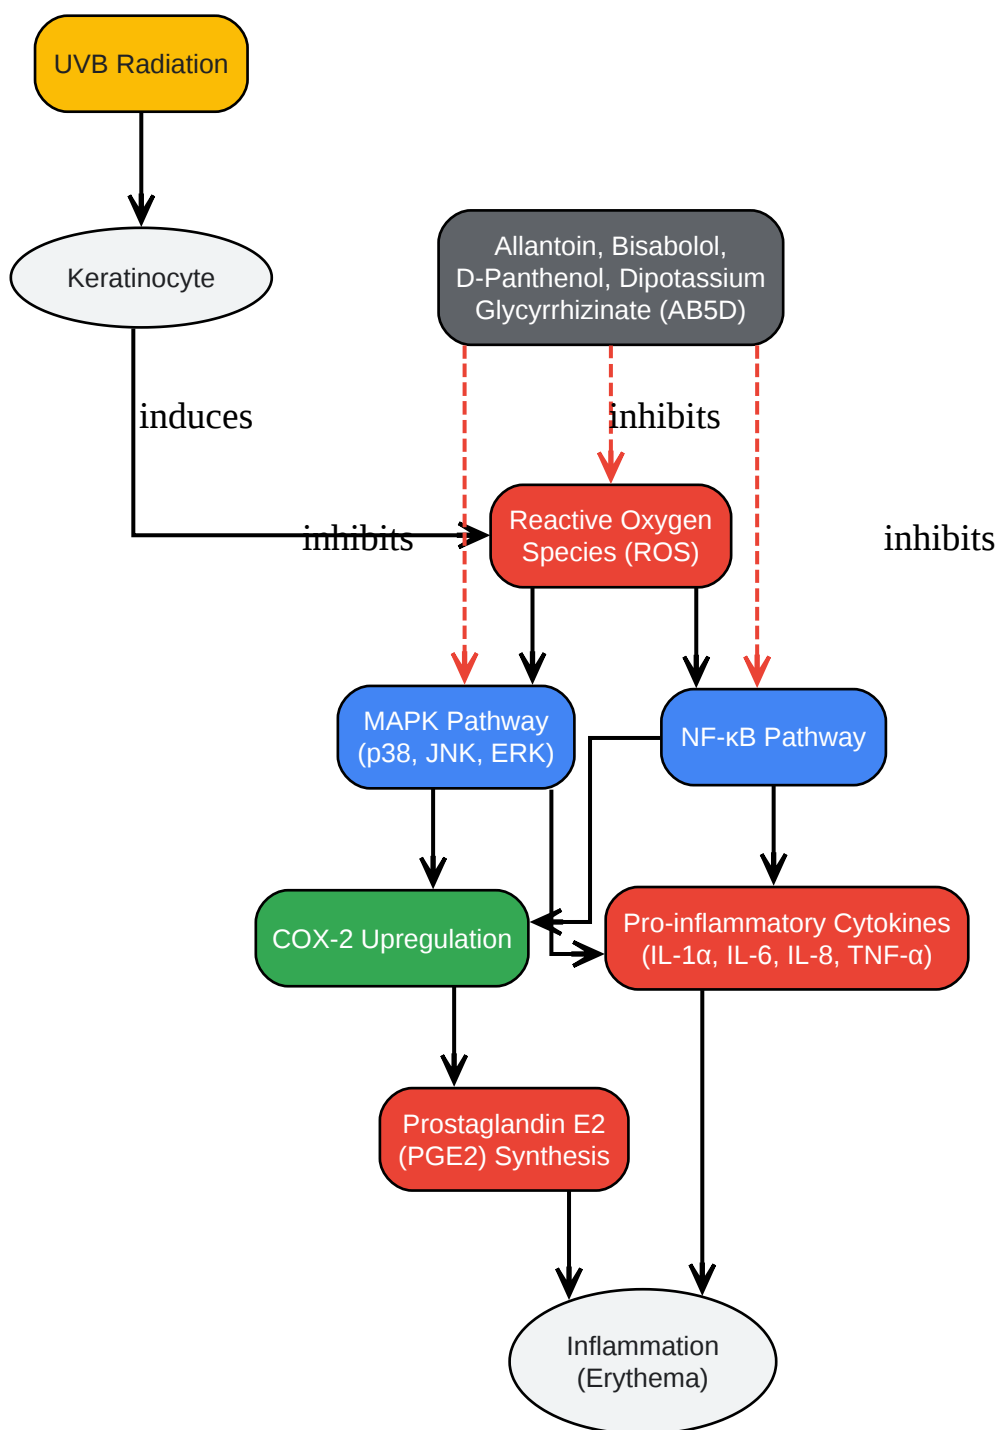 UVB Radiation
Keratinocyte
Allantoin, Bisabolol,
D-Panthenol, Dipotassium
Glycyrrhizinate (AB5D)
induces
inhibits
Reactive Oxygen
Species (ROS)
inhibits
inhibits
MAPK Pathway
(p38, JNK, ERK)
NF-κB Pathway
COX-2 Upregulation
Pro-inflammatory Cytokines
(IL-1α, IL-6, IL-8, TNF-α)
Prostaglandin E2
(PGE2) Synthesis
Inflammation
(Erythema)